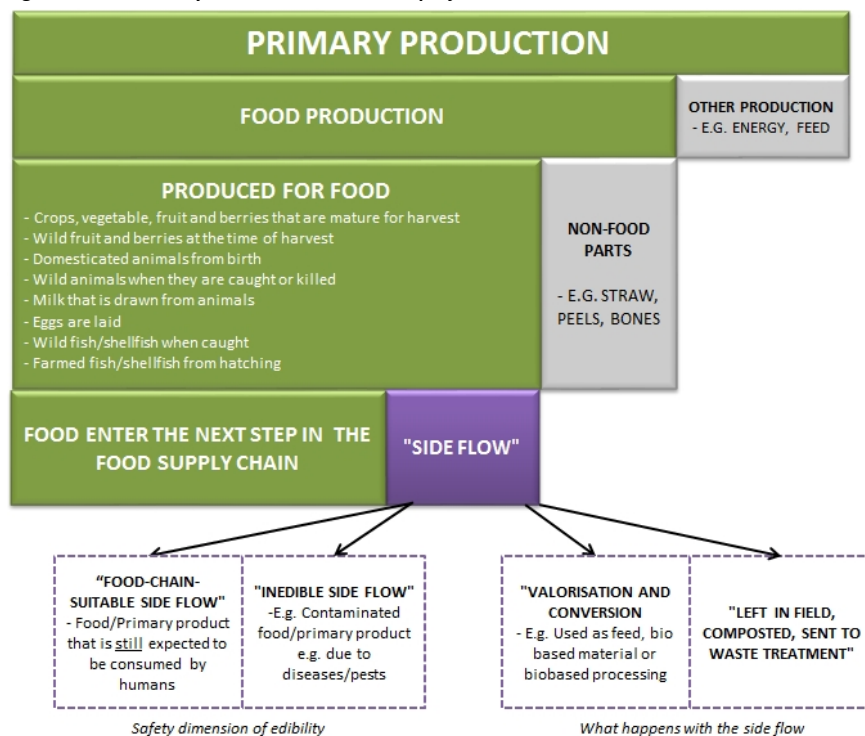 PRIMARY PRODUCTION
FOOD PRODUCTION
OTHER PRODUCTION
- E.G. ENERGY, FEED
PRODUCED FOR FOOD
- Crops, vegetable, fruit and berries that are mature for harvest
- Wild fruit and berries at the time of harvest
- Domesticated animals from birth
- Wild animals when they are caught or killed
- Milk that is drawn from animals
- Eggs are laid
- Wild fish/shellfish when caught
- Farmed fish/shellfish from hatching
NON-FOOD
PARTS
- E.G. STRAW,
PEELS, BONES
FOOD ENTER THE NEXT STEP IN THE
FOOD SUPPLY CHAIN
"SIDE FLOW"
“FOOD-CHAIN-
SUITABLE SIDE FLOW"
- Food/Primary product
that is still expected to
be consumed by
humans
"INEDIBLE SIDE FLOW"
-E.g. Contaminated
food/primary product
e.g. due to
diseases/pests
"VALORISATION AND
CONVERSION
- E.g. Used as feed, bio
based material or
biobased processing
"LEFT IN FIELD,
COMPOSTED, SENT TO
WASTE TREATMENT"
Safety dimension of edibility
What happens with the side flow